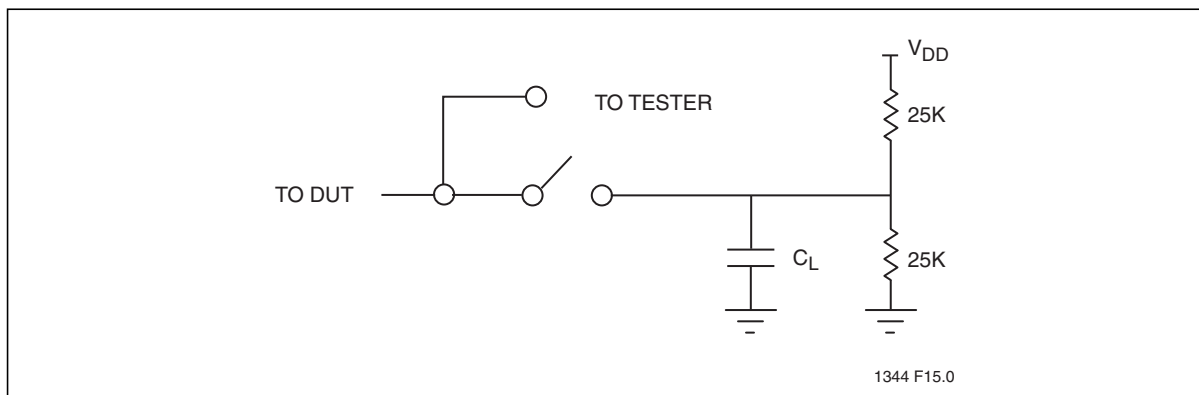 V_DD
25K
TO TESTER
TO DUT
C_L
25K
1344 F15.0